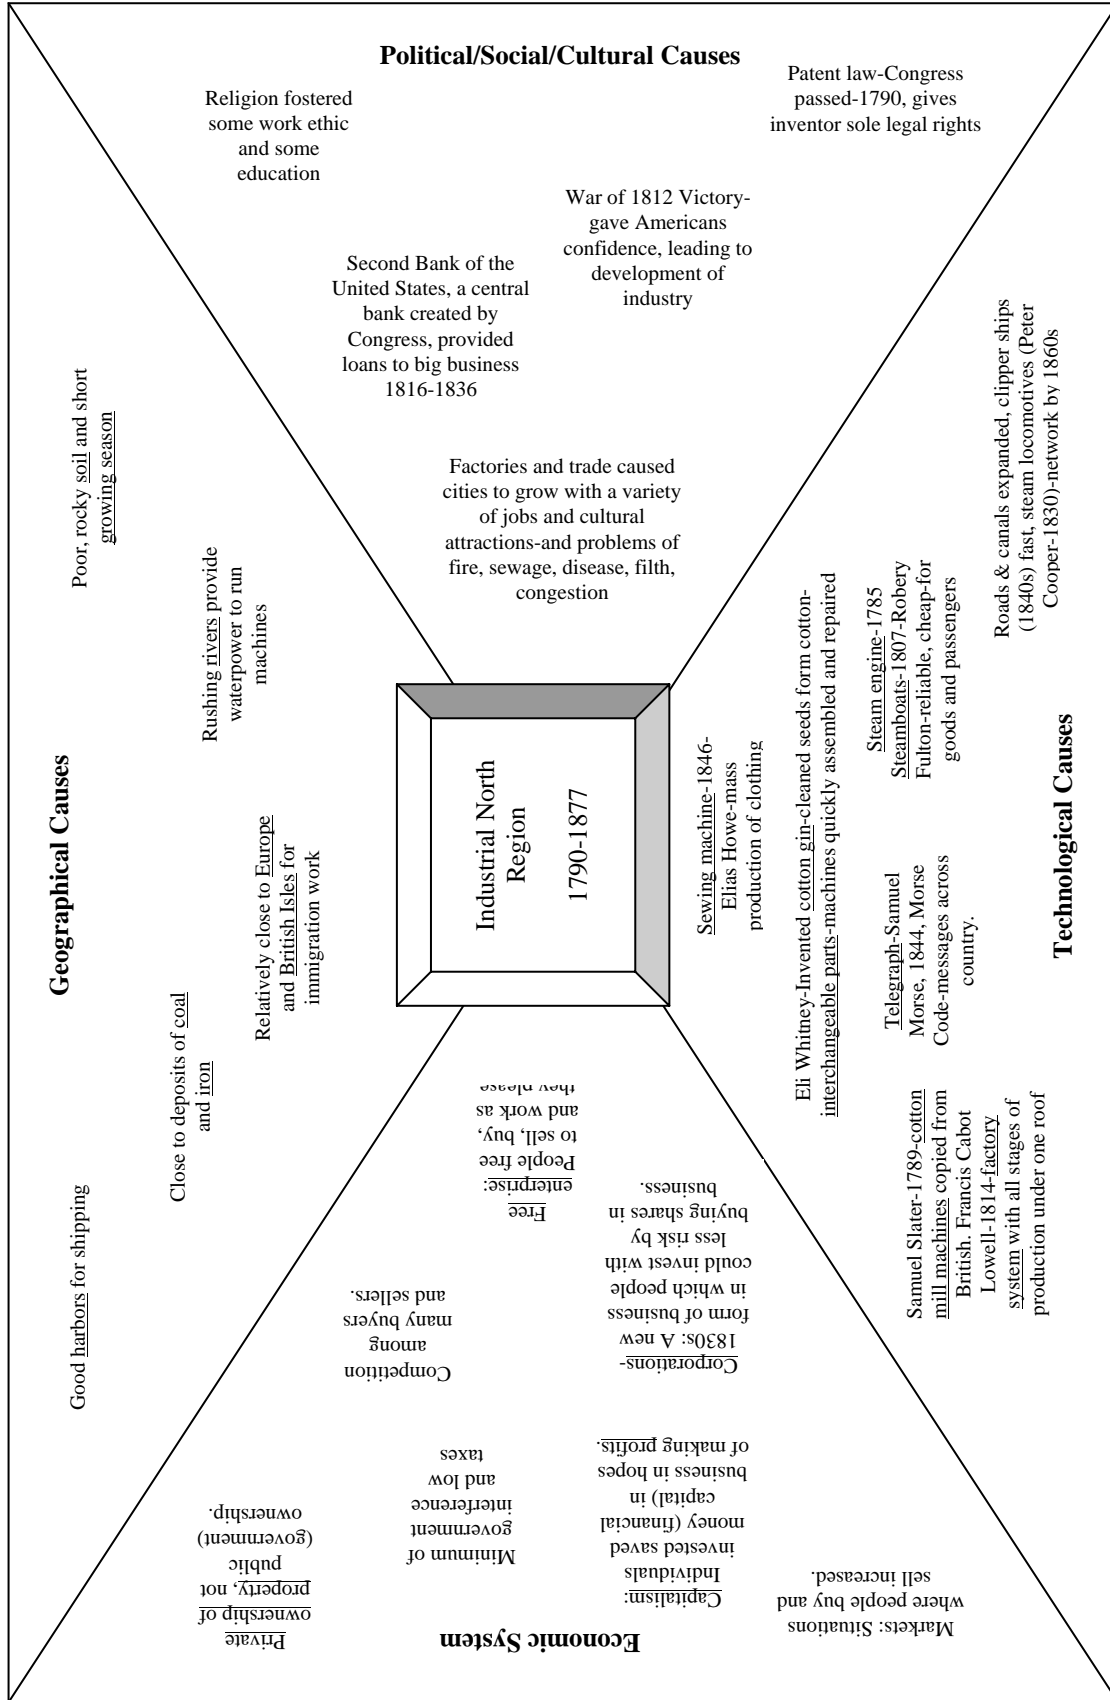 Political/Social/Cultural Causes
Religion fostered
some work ethic
and some
education
Patent law-Congress
passed-1790, gives
inventor sole legal rights
War of 1812 Victory-
gave Americans
confidence, leading to
development of
industry
Second Bank of the
United States, a central
bank created by
Congress, provided
loans to big business
1816-1836
Factories and trade caused
cities to grow with a variety
of jobs and cultural
attractions-and problems of
fire, sewage, disease, filth,
congestion
Geographical Causes
Poor, rocky soil and short
growing season
Rushing rivers provide
waterpower to run
machines
Relatively close to Europe
and British Isles for
immigration work
Close to deposits of coal
and iron
Good harbors for shipping
Industrial North
Region
1790-1877
Technological Causes
Sewing machine-1846-
Elias Howe-mass
production of clothing
Eli Whitney-Invented cotton gin-cleaned seeds form cotton-
interchangeable parts-machines quickly assembled and repaired
Steam engine-1785
Steamboats-1807-Robery
Fulton-reliable, cheap-for
goods and passengers
Roads & canals expanded, clipper ships
(1840s) fast, steam locomotives (Peter
Cooper-1830)-network by 1860s
Telegraph-Samuel
Morse, 1844, Morse
Code-messages across
country.
Samuel Slater-1789-cotton
mill machines copied from
British. Francis Cabot
Lowell-1814-factory
system with all stages of
production under one roof
Economic System
Markets: Situations
where people buy and
sell increased.
Capitalism:
Individuals
invested saved
money (financial
capital) in
business in hopes
of making profits.
Minimum of
government
interference
and low
taxes
Private
ownership of
property, not
public
(government)
ownership.
Corporations-
1830s: A new
form of business
in which people
could invest with
less risk by
buying shares in
business.
Competition
among
many buyers
and sellers.
Free
enterprise:
People free
to sell, buy,
and work as
they please